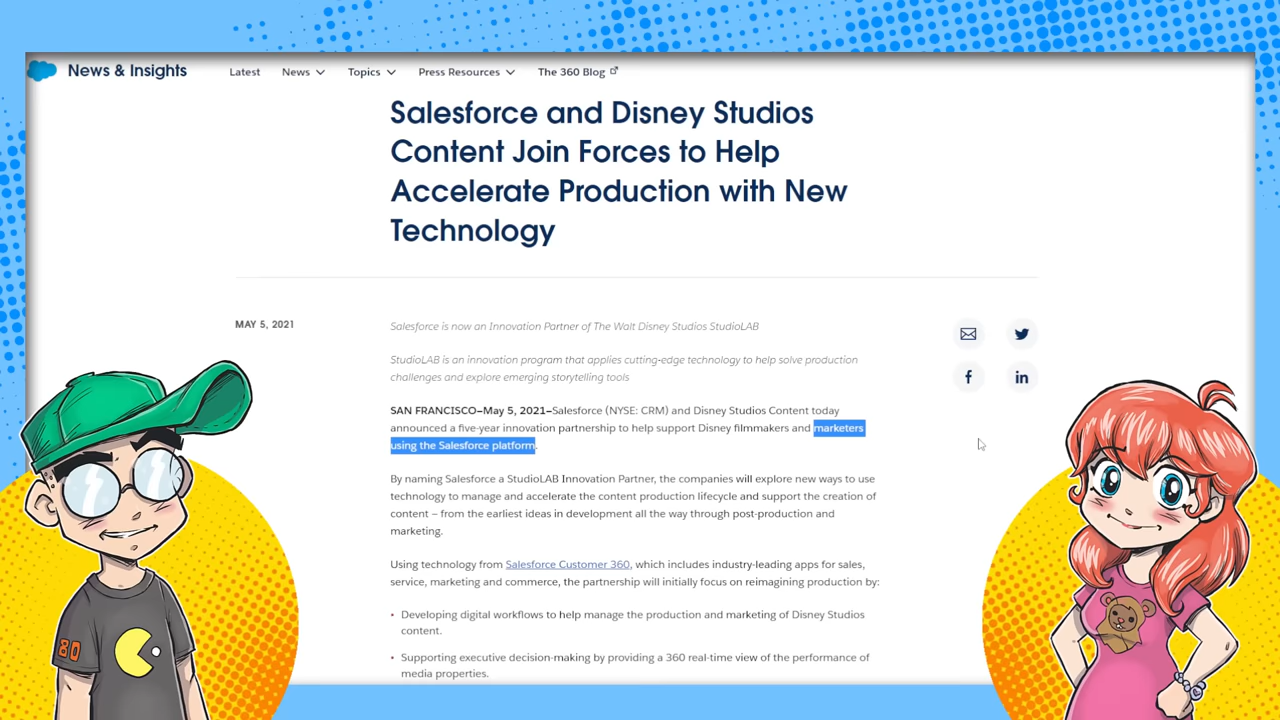 News & Insights
Latest
News
Topics
Press Resources
The 360 Blog
Salesforce and Disney Studios
Content Join Forces to Help
Accelerate Production with New
Technology
MAY 5, 2021
Salesforce is now an Innovation Partner of The Walt Disney Studios StudioLAB
StudioLAB is an innovation program that applies cutting-edge technology to help solve production
challenges and explore emerging storytelling tools
SAN FRANCISCO—May 5, 2021—Salesforce (NYSE: CRM) and Disney Studios Content today
announced a five-year innovation partnership to help support Disney filmmakers and marketers
using the Salesforce platform.
By naming Salesforce a StudioLAB Innovation Partner, the companies will explore new ways to use
technology to manage and accelerate the content production lifecycle and support the creation of
content – from the earliest ideas in development all the way through post-production and
marketing.
Using technology from Salesforce Customer 360, which includes industry-leading apps for sales,
service, marketing and commerce, the partnership will initially focus on reimagining production by:
• Developing digital workflows to help manage the production and marketing of Disney Studios
content.
• Supporting executive decision-making by providing a 360 real-time view of the performance of
media properties.
80